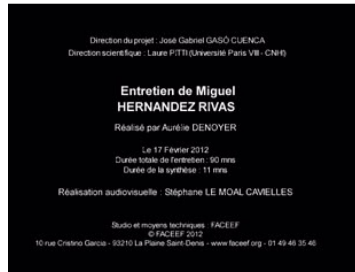 Direction du projet : José Gabriel GASÓ CUENCA
Direction scientifique : Laure PITTI (Université Paris VIII - CNHI)
Entretien de Miguel
HERNANDEZ RIVAS
Réalisé par Aurélie DENOYER
Le 17 Février 2012
Durée totale de l'entretien : 90 mns
Durée de la synthèse : 11 mns
Réalisation audiovisuelle : Stéphane LE MOAL CAVIELLES
Studio et moyens techniques : FACEEF
© FACEEF 2012
10 rue Cristino Garcia - 93210 La Plaine Saint-Denis - www.faceef.org - 01 49 46 35 46